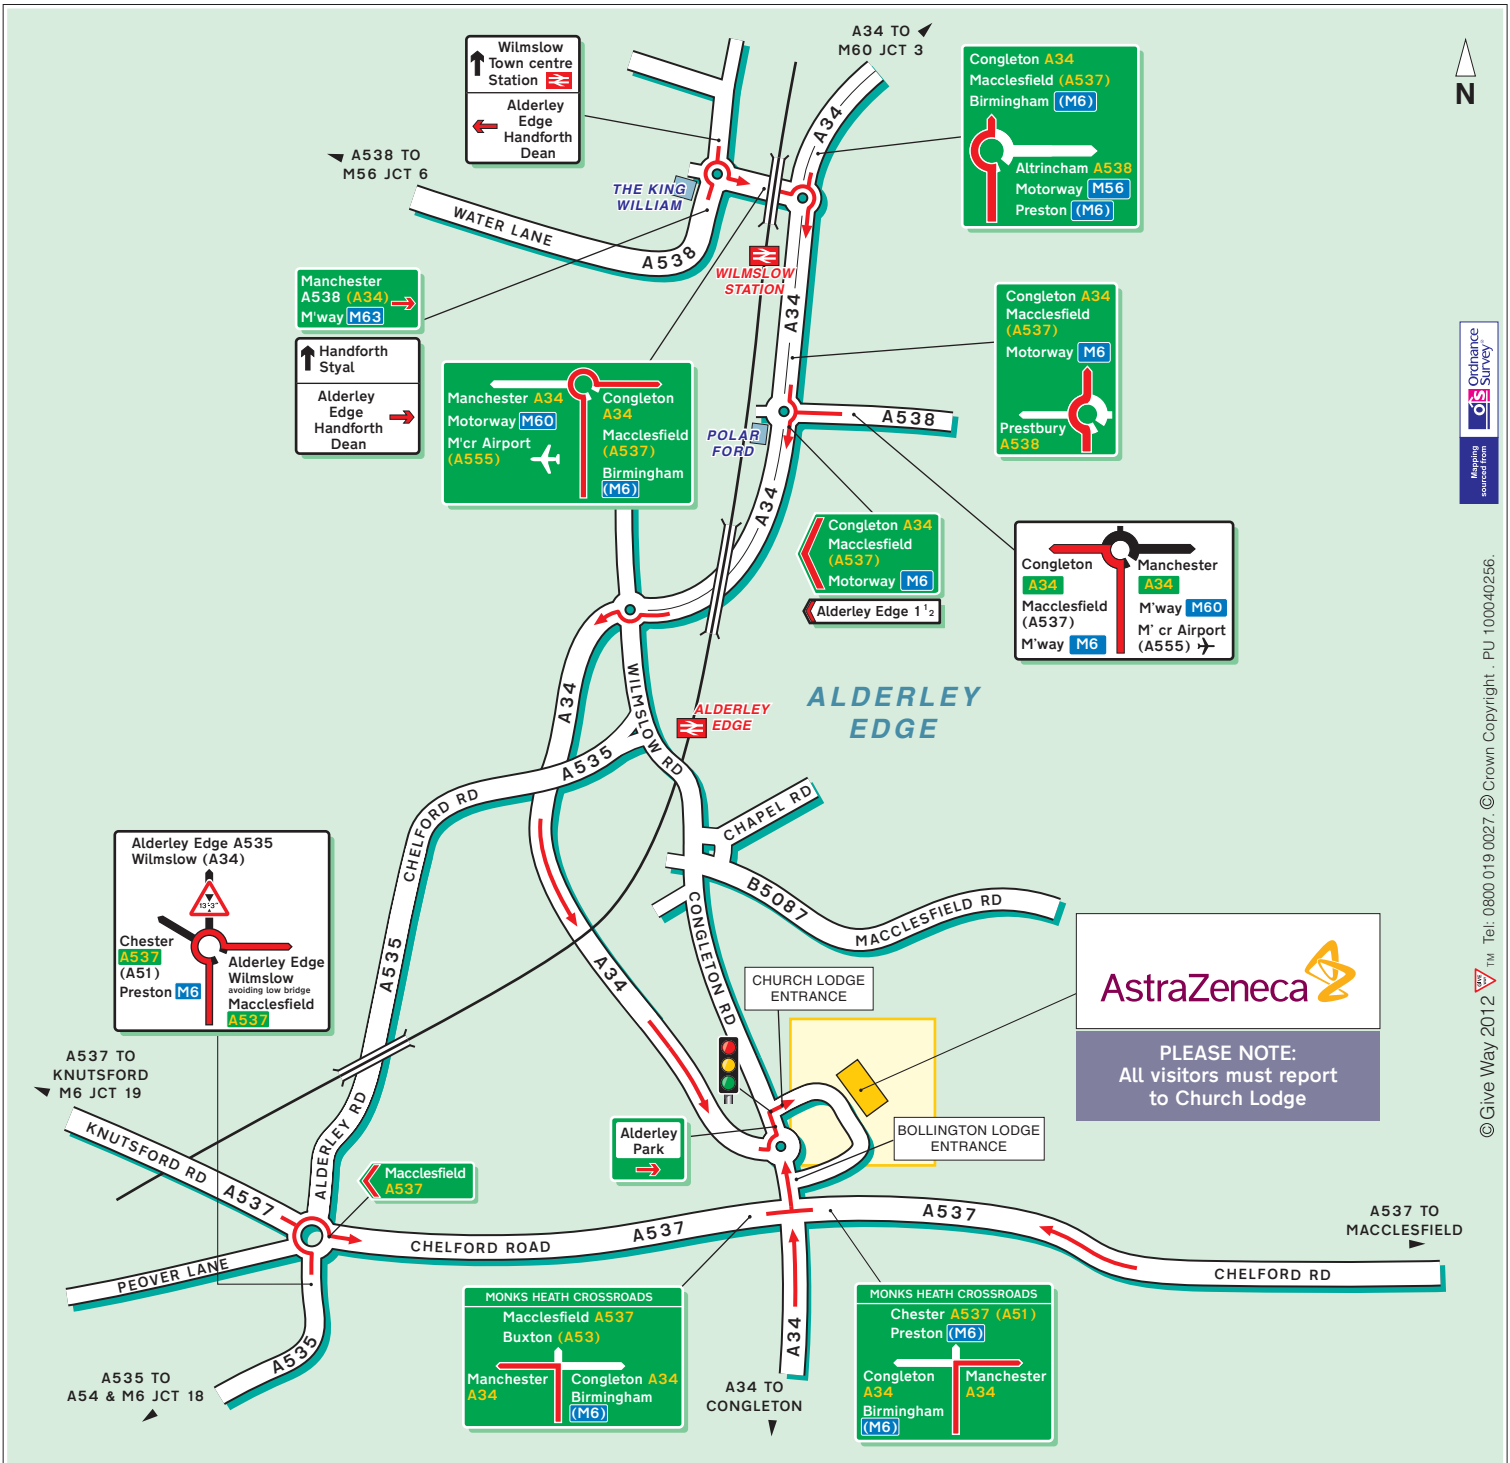 A34 TO
M60 JCT 3
N
Wilmslow
Town centre
Station
Alderley
Edge
Handforth
Dean
Congleton A34
Macclesfield (A537)
Birmingham (M6)
Altrincham A538
Motorway M56
Preston (M6)
A34
A538 TO
M56 JCT 6
THE KING
WILLIAM
WATER LANE
A538
WILMSLOW
STATION
Manchester
A538 (A34)
M'way M63
Handforth
Styal
Alderley
Edge
Handforth
Dean
A34
Congleton A34
Macclesfield
(A537)
Motorway M6
Prestbury
A538
Ordnance
Survey®
Mapping
sourced from
Manchester A34
Motorway M60
M'cr Airport
(A555)
Congleton
A34
Macclesfield
(A537)
Birmingham
(M6)
POLAR
FORD
A538
A34
Congleton A34
Macclesfield
(A537)
Motorway M6
Alderley Edge 1 1/2
Congleton
A34
Macclesfield
(A537)
M'way M6
Manchester
A34
M'way M60
M' cr Airport
(A555)
WILMSLOW RD
A34
ALDERLEY
EDGE
ALDERLEY
EDGE
A535
CHELFORD RD
CHAPEL RD
B5087
MACCLESFIELD RD
CONGLETON RD
Alderley Edge A535
Wilmslow (A34)
13'-3"
Chester
A537
(A51)
Preston M6
Alderley Edge
Wilmslow
avoiding low bridge
Macclesfield
A537
A535
A34
CHURCH LODGE
ENTRANCE
AstraZeneca
PLEASE NOTE:
All visitors must report
to Church Lodge
A537 TO
KNUTSFORD
M6 JCT 19
KNUTSFORD RD
A537
ALDERLEY RD
Alderley
Park
BOLLINGTON LODGE
ENTRANCE
Macclesfield
A537
CHELFORD ROAD
A537
A537
A537 TO
MACCLESFIELD
CHELFORD RD
PEOVER LANE
A535
A535 TO
A54 & M6 JCT 18
MONKS HEATH CROSSROADS
Macclesfield A537
Buxton (A53)
Manchester
A34
Congleton A34
Birmingham
(M6)
A34
A34 TO
CONGLETON
MONKS HEATH CROSSROADS
Chester A537 (A51)
Preston (M6)
Congleton
A34
Birmingham
(M6)
Manchester
A34
© Give Way 2012 GIVE WAY TM Tel: 0800 019 0027. © Crown Copyright . PU 100040256.